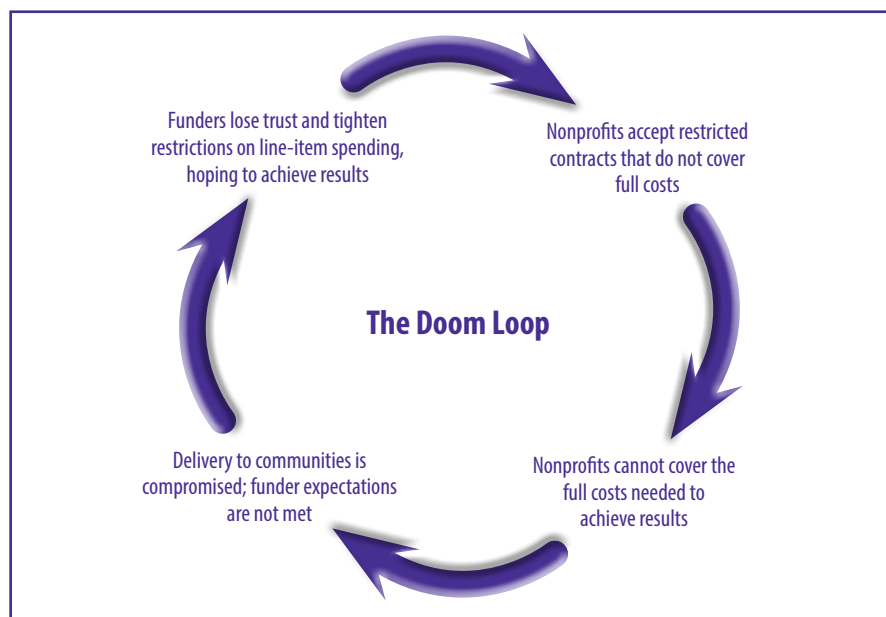 Funders lose trust and tighten
restrictions on line-item spending,
hoping to achieve results
Nonprofits accept restricted
contracts that do not cover
full costs
The Doom Loop
Delivery to communities is
compromised; funder expectations
are not met
Nonprofits cannot cover the
full costs needed to
achieve results